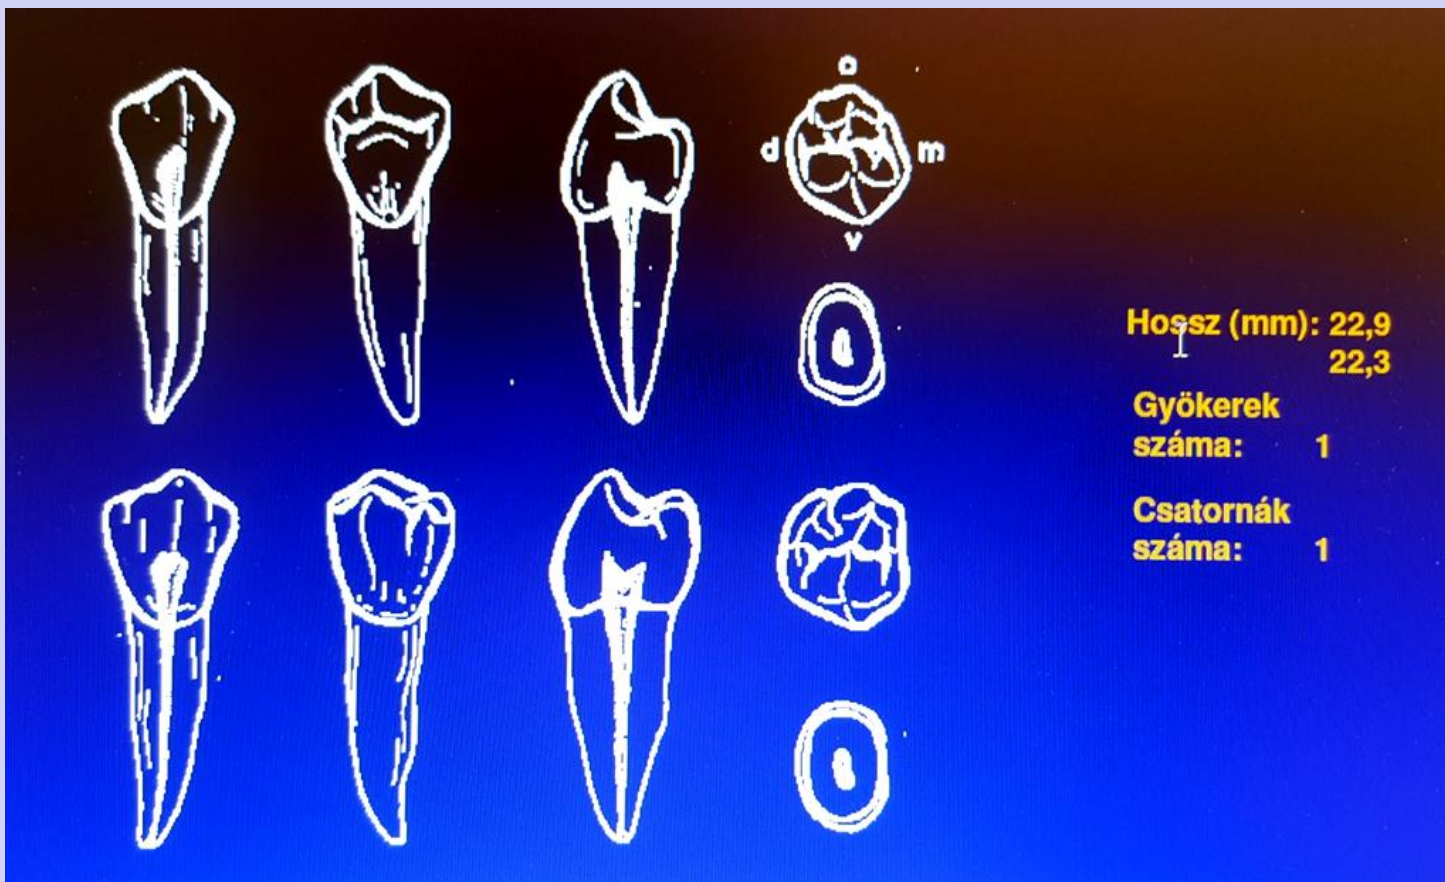 o
d m
v
Hossz (mm): 22,9
22,3
Gyökerek
száma: 1
Csatornák
száma: 1